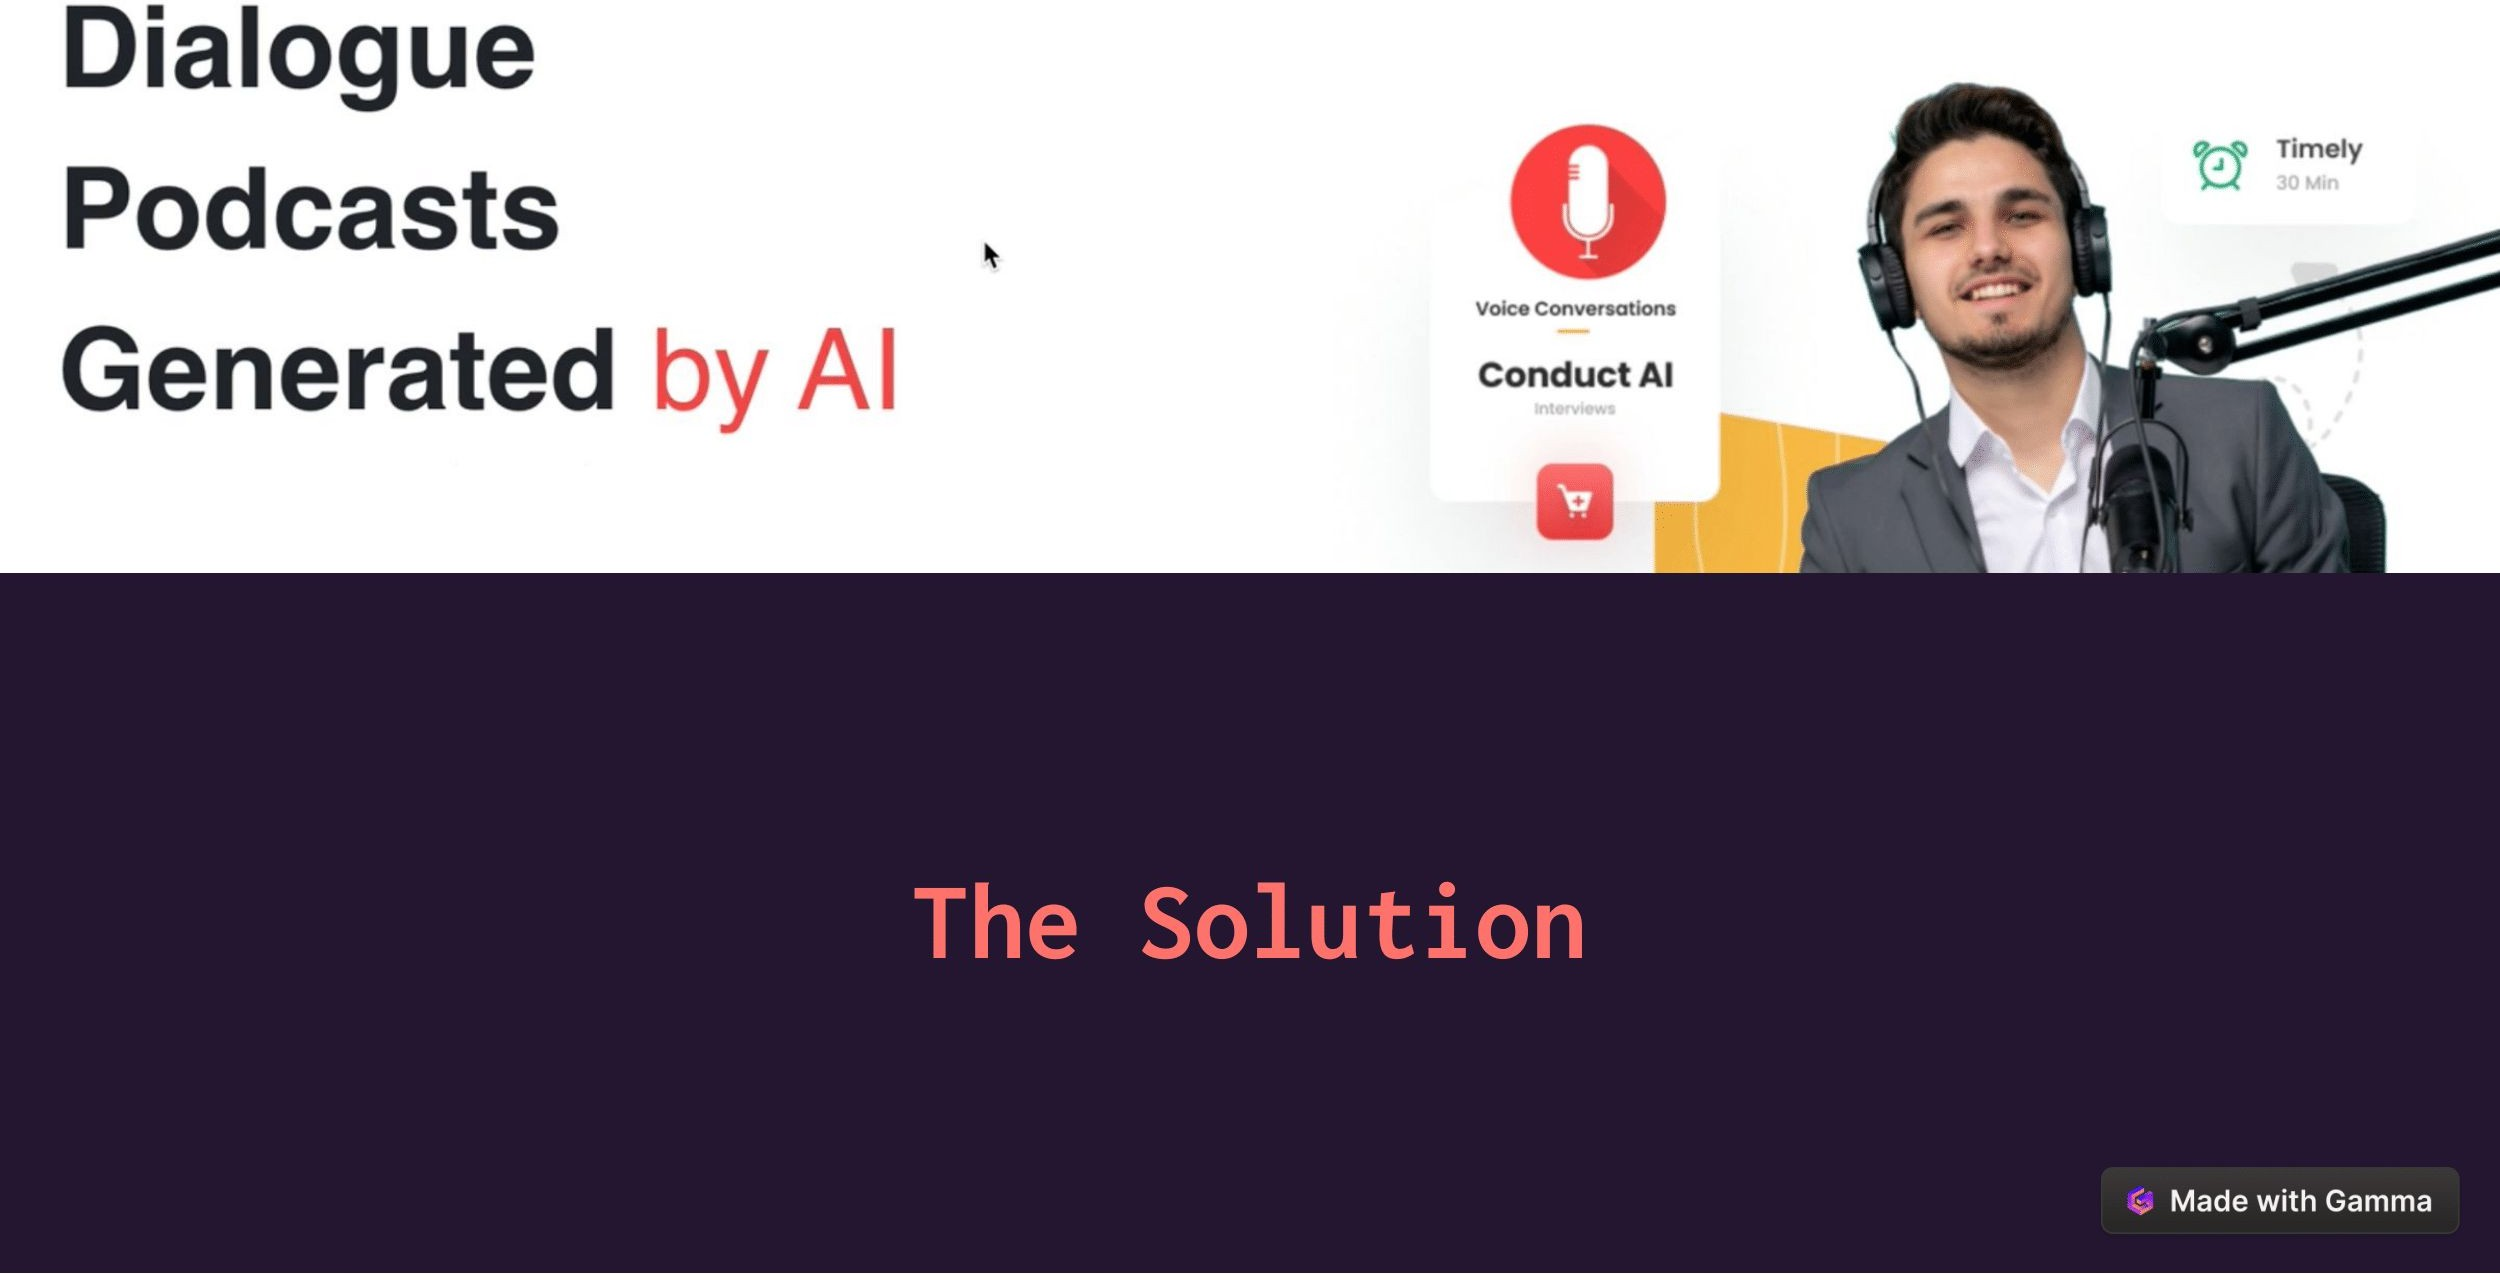 Dialogue
Podcasts
Generated by AI
Voice Conversations
Conduct AI
Interviews
Timely
30 Min
The Solution
Made with Gamma